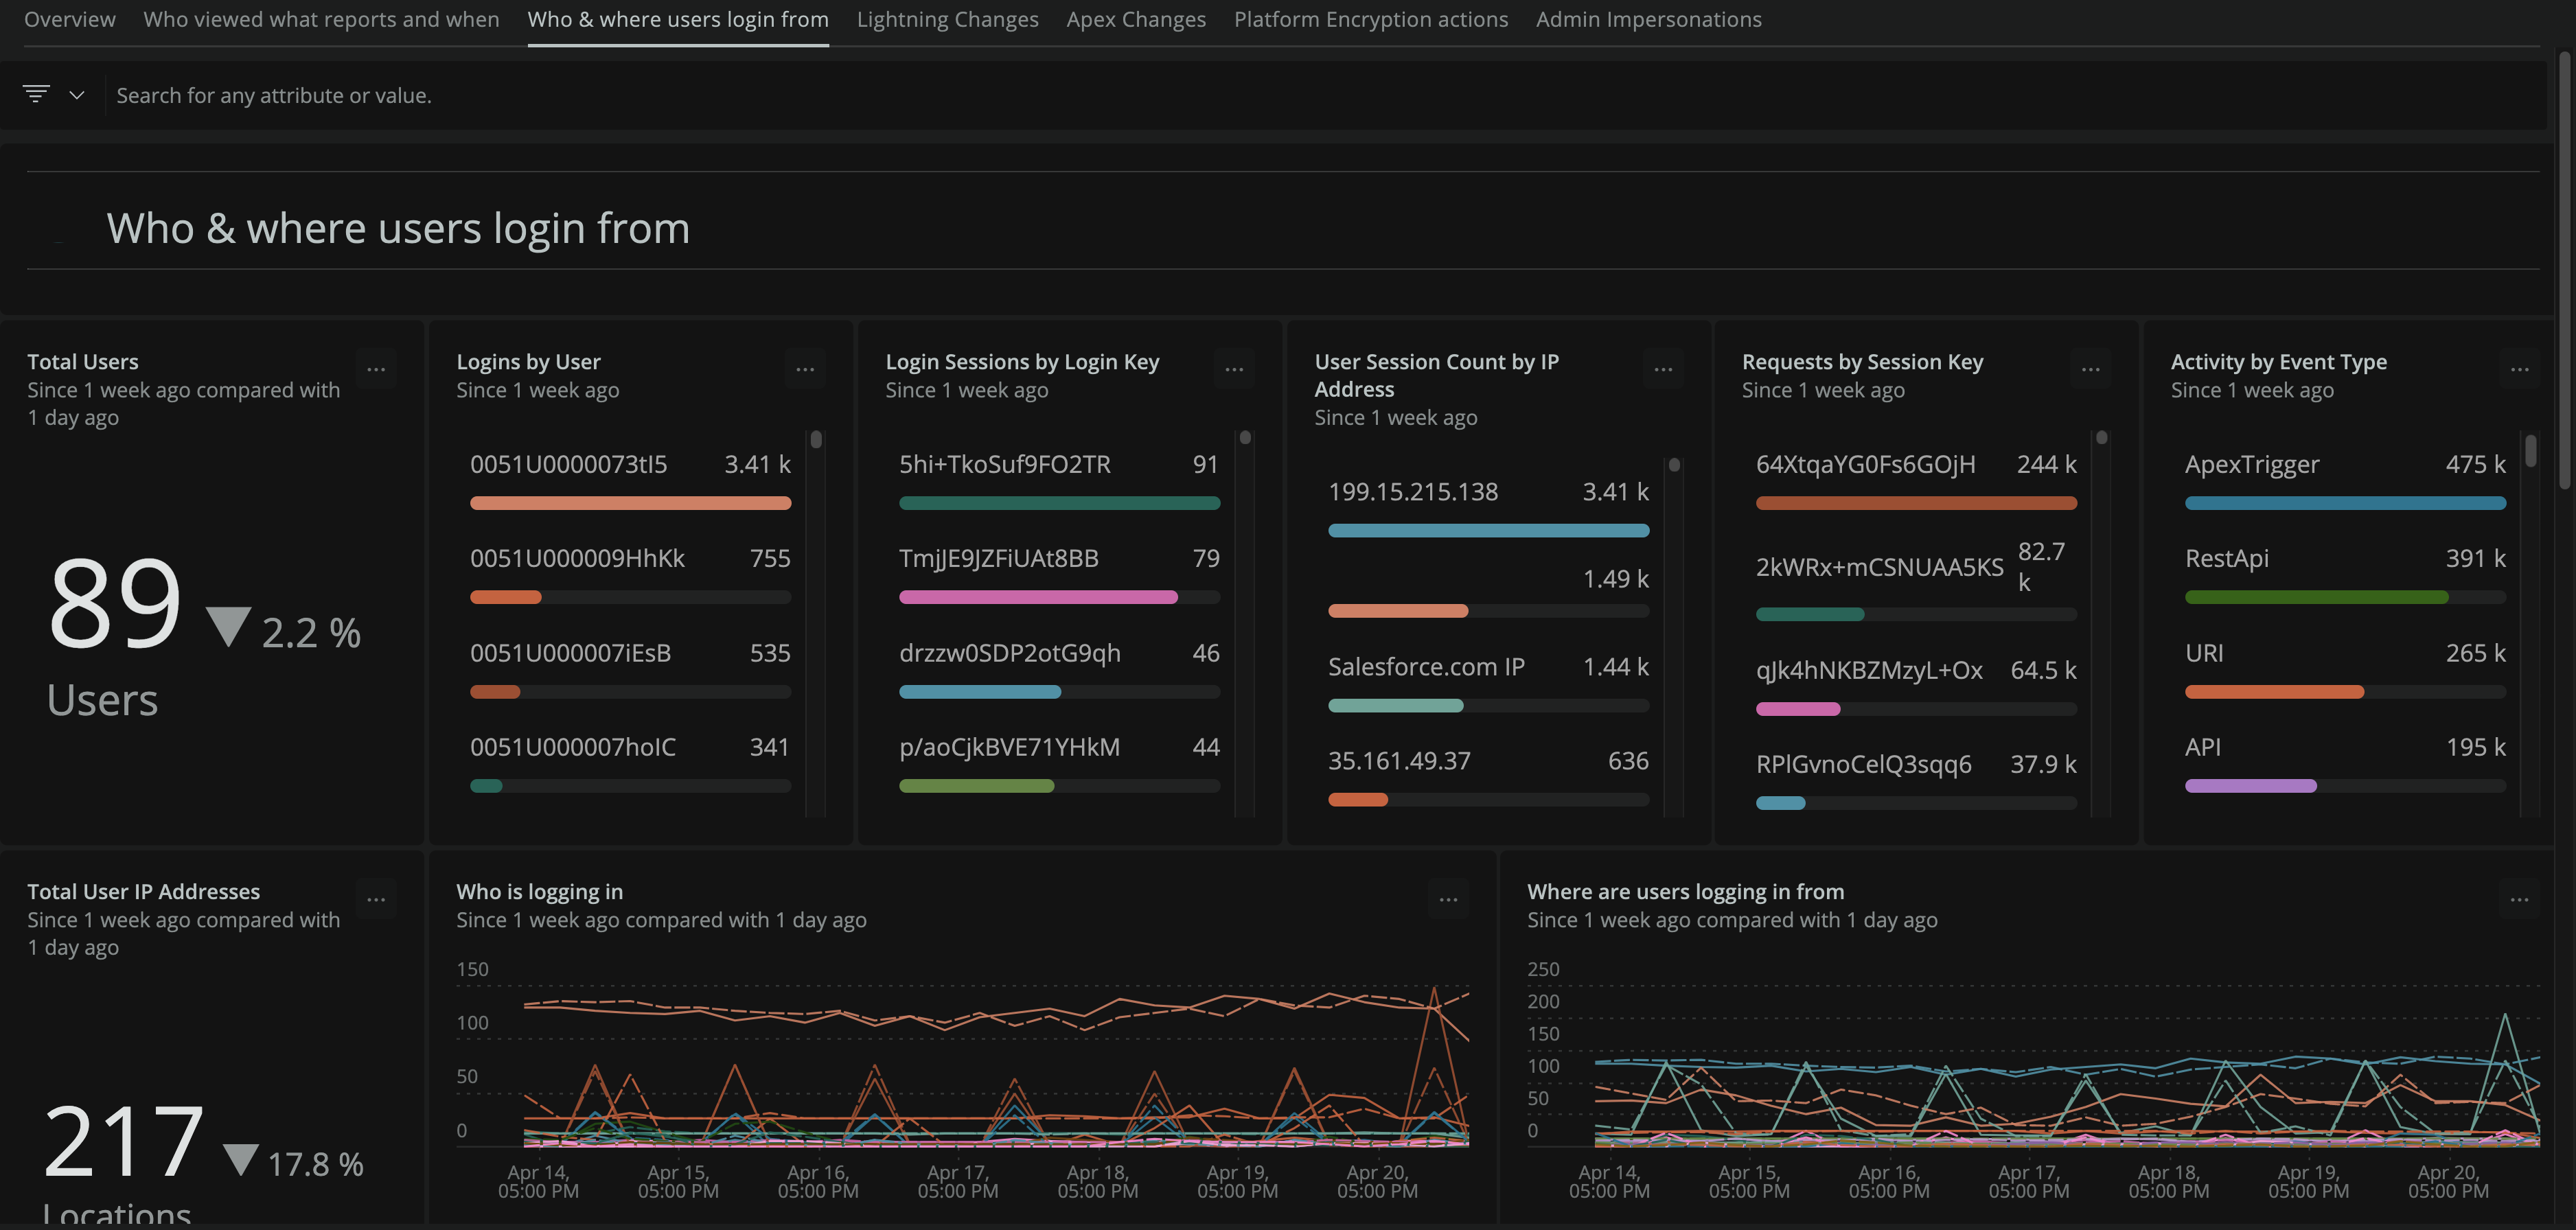 Overview Who viewed what reports and when Who & where users login from Lightning Changes Apex Changes Platform Encryption actions Admin Impersonations
Search for any attribute or value.
Who & where users login from
Total Users
Since 1 week ago compared with
1 day ago
89 2.2 %
Users
Logins by User
Since 1 week ago
0051U0000073tI5 3.41 k
0051U000009HhKk 755
0051U000007iEsB 535
0051U000007hoIC 341
Login Sessions by Login Key
Since 1 week ago
5hi+TkoSuf9FO2TR 91
TmjJE9JZFiUAt8BB 79
drzzw0SDP2otG9qh 46
p/aoCjkBVE71YHkM 44
User Session Count by IP
Address
Since 1 week ago
199.15.215.138 3.41 k
1.49 k
Salesforce.com IP 1.44 k
35.161.49.37 636
Requests by Session Key
Since 1 week ago
64XtqaYG0Fs6GOjH 244 k
2kWRx+mCSNUAA5KS 82.7
k
qJk4hNKBZMzyL+Ox 64.5 k
RPlGvnoCelQ3sqq6 37.9 k
Activity by Event Type
Since 1 week ago
ApexTrigger 475 k
RestApi 391 k
URI 265 k
API 195 k
Total User IP Addresses
Since 1 week ago compared with
1 day ago
217 17.8 %
Locations
Who is logging in
Since 1 week ago compared with 1 day ago
150
100
50
0
Apr 14, Apr 15, Apr 16, Apr 17, Apr 18, Apr 19, Apr 20,
05:00 PM 05:00 PM 05:00 PM 05:00 PM 05:00 PM 05:00 PM 05:00 PM
Where are users logging in from
Since 1 week ago compared with 1 day ago
250
200
150
100
50
0
Apr 14, Apr 15, Apr 16, Apr 17, Apr 18, Apr 19, Apr 20,
05:00 PM 05:00 PM 05:00 PM 05:00 PM 05:00 PM 05:00 PM 05:00 PM